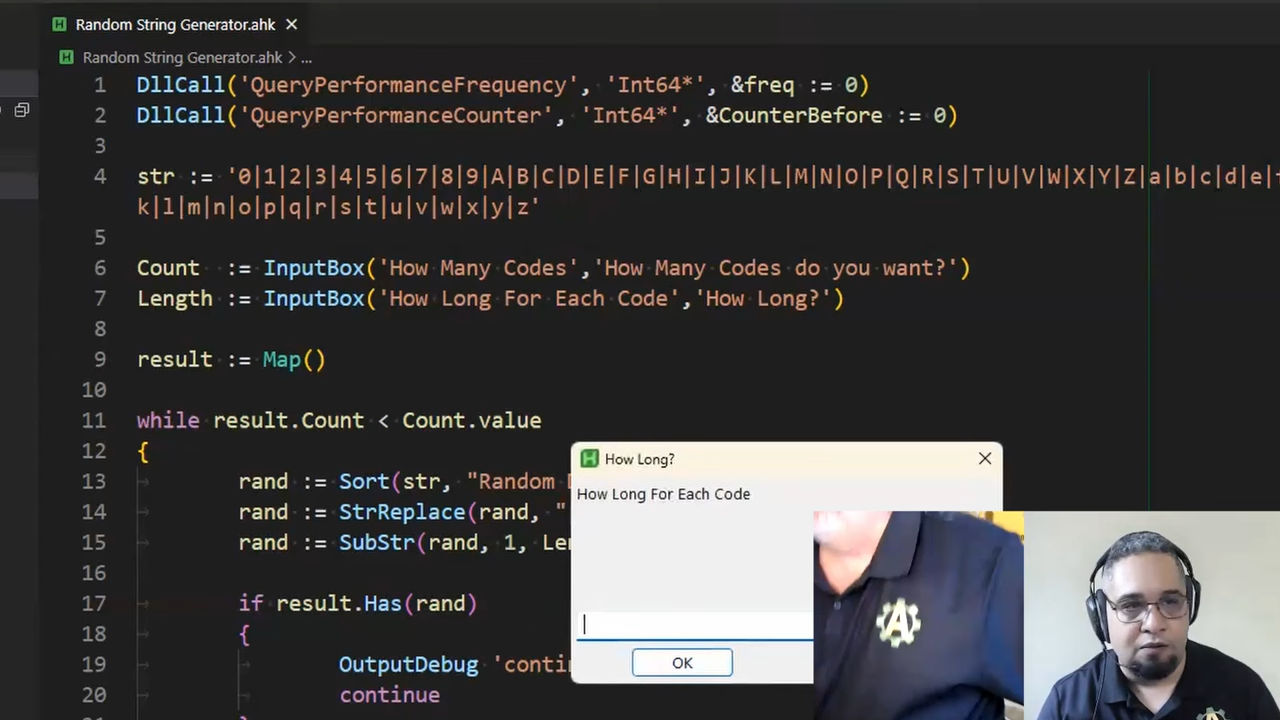 Random String Generator.ahk
Random String Generator.ahk > ...
1 DllCall('QueryPerformanceFrequency', 'Int64*', &freq := 0)
2 DllCall('QueryPerformanceCounter', 'Int64*', &CounterBefore := 0)
3
4 str := '0|1|2|3|4|5|6|7|8|9|A|B|C|D|E|F|G|H|I|J|K|L|M|N|O|P|Q|R|S|T|U|V|W|X|Y|Z|a|b|c|d|e|
k|l|m|n|o|p|q|r|s|t|u|v|w|x|y|z'
5
6 Count := InputBox('How Many Codes','How Many Codes do you want?')
7 Length := InputBox('How Long For Each Code','How Long?')
8
9 result := Map()
10
11 while result.Count < Count.value
12 {
13 rand := Sort(str, "Random
14 rand := StrReplace(rand, "
15 rand := SubStr(rand, 1,
16
17 if result.Has(rand)
18 {
19 OutputDebug
20 continue
How Long?
How Long For Each Code
OK
A